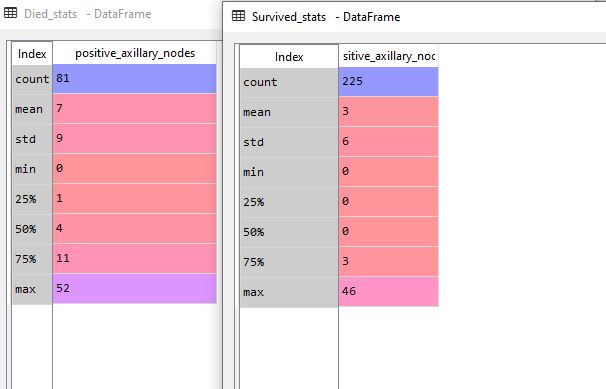 Died_stats - DataFrame
Index positive_axillary_nodes
count 81
mean 7
std 9
min 0
25% 1
50% 4
75% 11
max 52
Survived_stats - DataFrame
Index sitive_axillary_noc
count 225
mean 3
std 6
min 0
25% 0
50% 0
75% 3
max 46